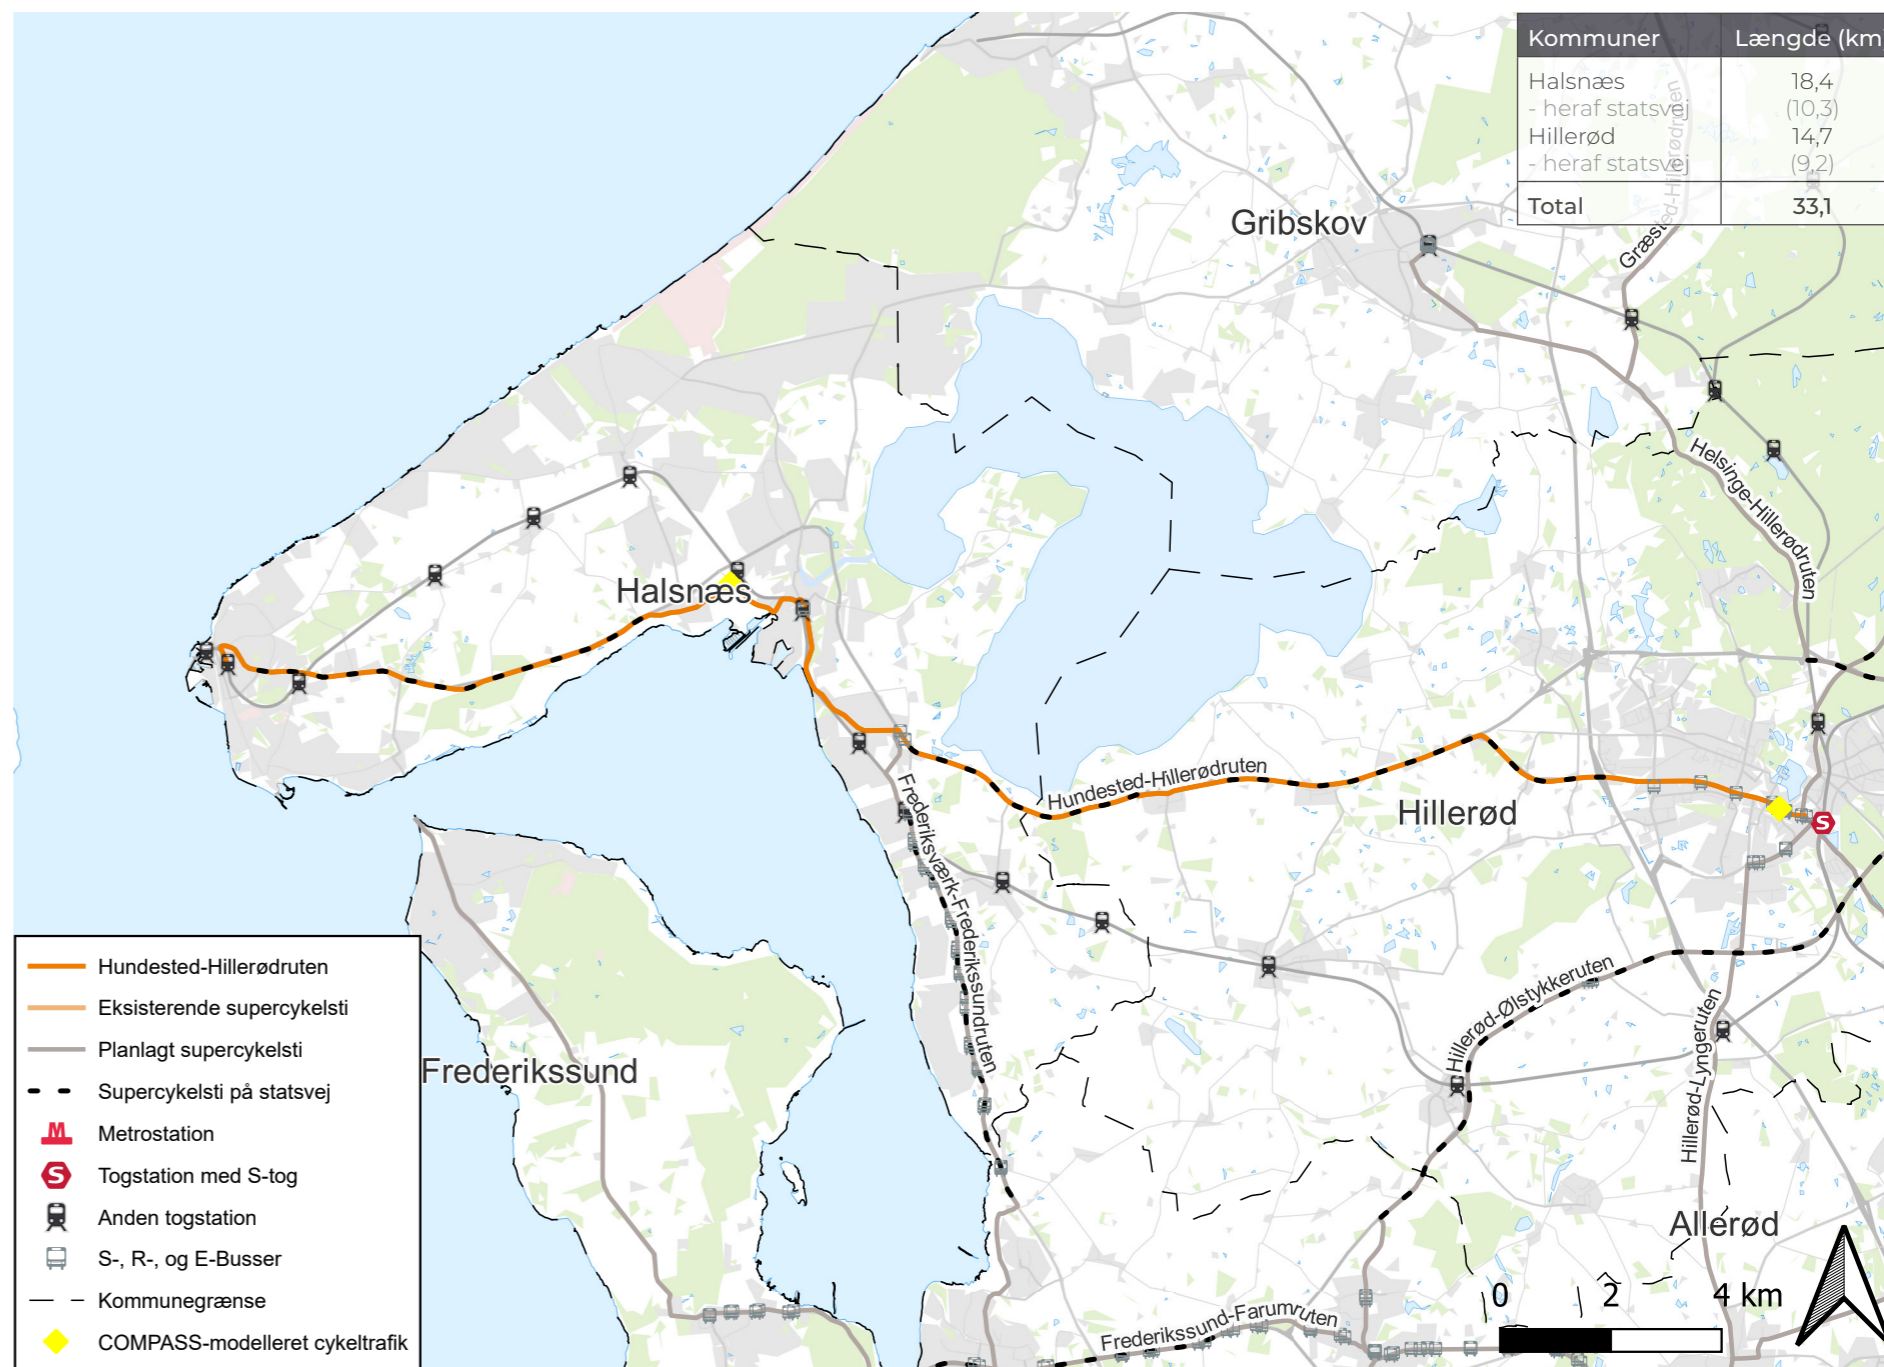 Kommuner Længde (km
Halsnæs 18,4
- heraf statsvej (10,3)
Hillerød 14,7
- heraf statsvej (9,2)
Total 33,1
Gribskov
Græsted-Hillerødruten
Helsinge-Hillerødruten
Halsnæs
Hundested-Hillerødruten
Hillerød
S
Frederiksværk-Frederikssundruten
Hillerød-Ølstykkeruten
Hillerød-Lyngeruten
Frederikssund
Allerød
Frederikssund-Farumruten
0 2 4 km
Hundested-Hillerødruten
Eksisterende supercykelsti
Planlagt supercykelsti
Supercykelsti på statsvej
M Metrostation
S Togstation med S-tog
Anden togstation
S-, R-, og E-Busser
Kommunegrænse
COMPASS-modelleret cykeltrafik